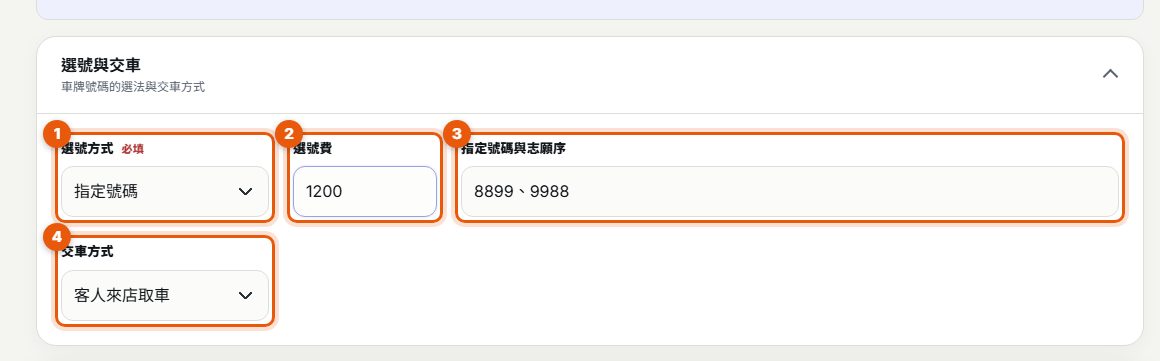 選號與交車
車牌號碼的選法與交車方式
1 2 3
選號方式 必填 選號費 指定號碼與志願序
指定號碼 1200 8899、9988
4
交車方式
客人來店取車